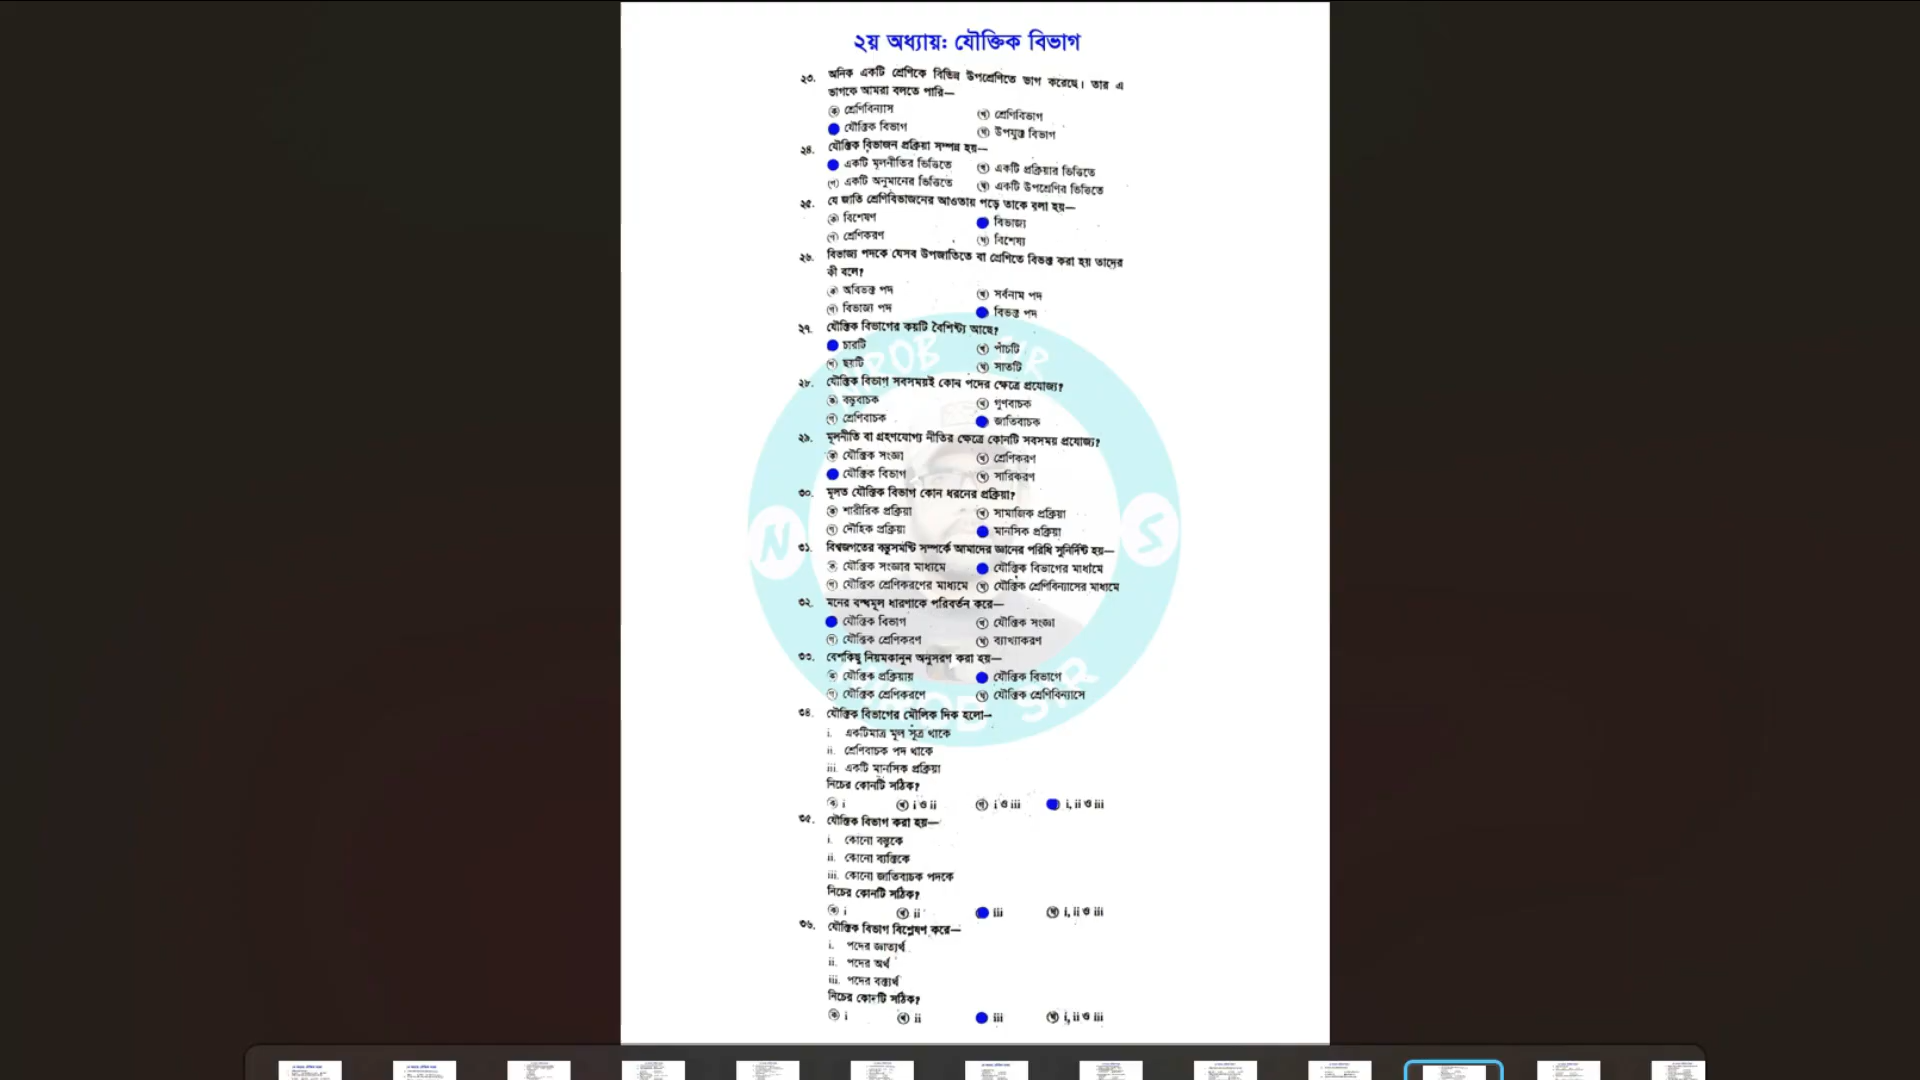 ২য় অধ্যায়: যৌক্তিক বিভাগ
২৩. অনিক একটি শ্রেণিকে বিভিন্ন উপশ্রেণিতে ভাগ করেছে। তার এ
ভাগকে আমরা বলতে পারি—
ⓚ শ্রেণিবিন্যাস ⓚ শ্রেণিবিভাগ
যৌক্তিক বিভাগ ঘ উপযুক্ত বিভাগ
২৪. যৌক্তিক বিভাজন প্রক্রিয়া সম্পন্ন হয়—
একটি মূলনীতির ভিত্তিতে খ একটি প্রক্রিয়ার ভিত্তিতে
গ একটি অনুমানের ভিত্তিতে ঘ একটি উপশ্রেণির ভিত্তিতে
২৫. যে জাতি শ্রেণিবিভাজনের আওতায় পড়ে তাকে বলা হয়—
ক বিশেষণ বিভাজ্য
গ শ্রেণিকরণ ঘ বিশেষ্য
২৬. বিভাজ্য পদকে যেসব উপজাতিতে বা শ্রেণিতে বিভক্ত করা হয় তাদের
কী বলে?
ক অবিভক্ত পদ খ সর্বনাম পদ
গ বিভাজ্য পদ বিভক্ত পদ
২৭. যৌক্তিক বিভাগের কয়টি বৈশিষ্ট্য আছে?
চারটি খ পাঁচটি
গ ছয়টি ঘ সাতটি
২৮. যৌক্তিক বিভাগ সবসময়ই কোন পদের ক্ষেত্রে প্রযোজ্য?
ক বস্তুবাচক খ গুণবাচক
গ শ্রেণিবাচক জাতিবাচক
২৯. মূলনীতি বা গ্রহণযোগ্য নীতির ক্ষেত্রে কোনটি সবসময় প্রযোজ্য?
ক যৌক্তিক সংজ্ঞা খ শ্রেণিকরণ
যৌক্তিক বিভাগ ঘ সারিকরণ
৩০. মূলত যৌক্তিক বিভাগ কোন ধরনের প্রক্রিয়া?
ক শারীরিক প্রক্রিয়া খ সামাজিক প্রক্রিয়া
গ দৈহিক প্রক্রিয়া মানসিক প্রক্রিয়া
৩১. বিশ্বজগতের বস্তুসমষ্টি সম্পর্কে আমাদের জ্ঞানের পরিধি সুনির্দিষ্ট হয়—
ক যৌক্তিক সংজ্ঞার মাধ্যমে যৌক্তিক বিভাগের মাধ্যমে
গ যৌক্তিক শ্রেণিকরণের মাধ্যমে ঘ যৌক্তিক শ্রেণিবিন্যাসের মাধ্যমে
৩২. মনের বদ্ধমূল ধারণাকে পরিবর্তন করে—
যৌক্তিক বিভাগ খ যৌক্তিক সংজ্ঞা
গ যৌক্তিক শ্রেণিকরণ ঘ ব্যাখ্যাকরণ
৩৩. বেশকিছু নিয়মকানুন অনুসরণ করা হয়—
ক যৌক্তিক প্রক্রিয়ায় যৌক্তিক বিভাগে
গ যৌক্তিক শ্রেণিকরণে ঘ যৌক্তিক শ্রেণিবিন্যাসে
৩৪. যৌক্তিক বিভাগের মৌলিক দিক হলো—
i. একটিমাত্র মূল সূত্র থাকে
ii. শ্রেণিবাচক পদ থাকে
iii. একটি মানসিক প্রক্রিয়া
নিচের কোনটি সঠিক?
ক i খ i ও ii গ i ও iii i, ii ও iii
৩৫. যৌক্তিক বিভাগ করা হয়—
i. কোনো বস্তুকে
ii. কোনো ব্যক্তিকে
iii. কোনো জাতিবাচক পদকে
নিচের কোনটি সঠিক?
ক i খ ii iii ঘ i, ii ও iii
৩৬. যৌক্তিক বিভাগ বিশ্লেষণ করে—
i. পদের জাত্যর্থ
ii. পদের অর্থ
iii. পদের ব্যক্ত্যর্থ
নিচের কোনটি সঠিক?
ক i খ ii iii ঘ i, ii ও iii
N S
SIR